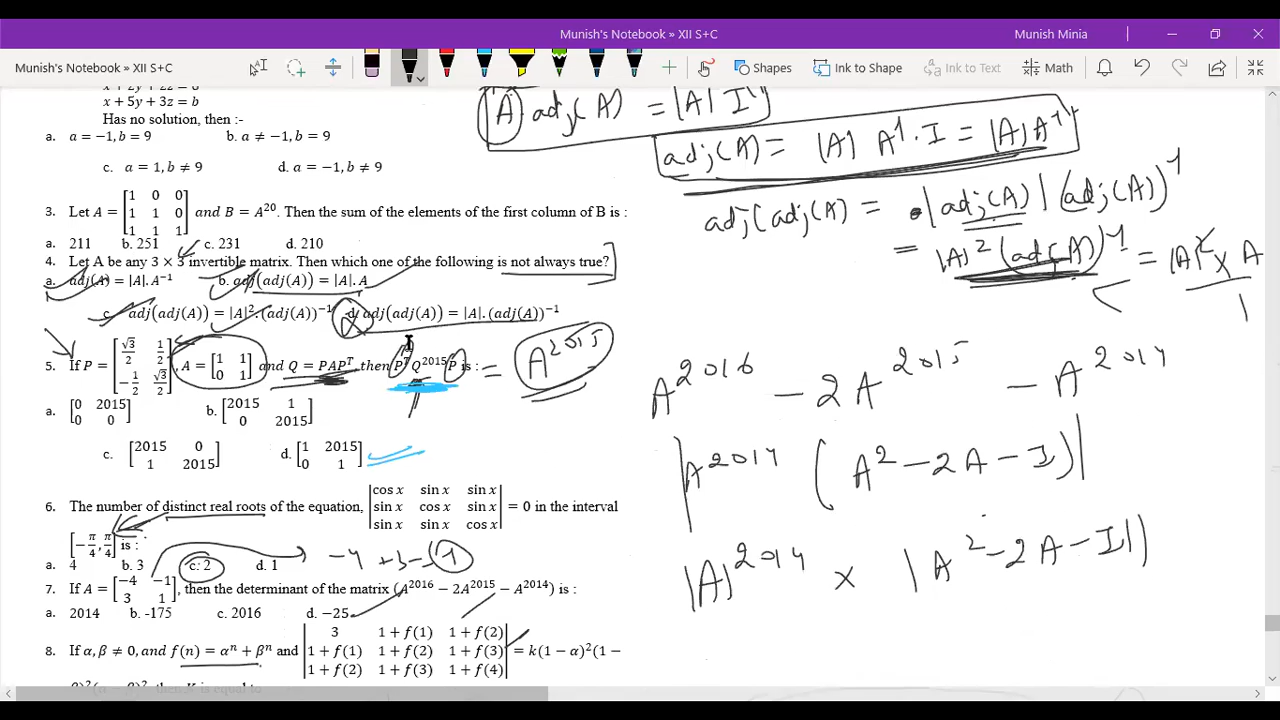 Munish's Notebook » XII S+C
Munish Minia
Munish's Notebook » XII S+C
Shapes
Ink to Shape
Ink to Text
Math
x + 5y + 3z = b
Has no solution, then :-
a. a = −1, b = 9 b. a ≠ −1, b = 9
c. a = 1, b ≠ 9 d. a = −1, b ≠ 9
3. Let A = [1 0 0; 1 1 0; 1 1 1] and B = A^20. Then the sum of the elements of the first column of B is :
a. 211 b. 251 c. 231 d. 210
4. Let A be any 3 × 3 invertible matrix. Then which one of the following is not always true?
a. adj(A) = |A|. A^−1 b. adj(adj(A) = |A|. A
c. adj(adj(A) = |A|^2. (adj(A))^−1 d. adj(adj(A) = |A|. (adj(A))^−1
5. If P = [√3/2 1/2; −1/2 √3/2], A = [1 1; 0 1] and Q = PAP^T, then P^T Q^2015 P is : = A^2015
a. [0 2015; 0 0] b. [2015 1; 0 2015]
c. [2015 0; 1 2015] d. [1 2015; 0 1]
6. The number of distinct real roots of the equation, |cos x sin x sin x; sin x cos x sin x; sin x sin x cos x| = 0 in the interval
[−π/4, π/4] is :
a. 4 b. 3 c. 2 d. 1
7. If A = [−4 −1; 3 1], then the determinant of the matrix (A^2016 − 2A^2015 − A^2014) is :
a. 2014 b. -175 c. 2016 d. −25
8. If α, β ≠ 0, and f(n) = α^n + β^n and |3 1 + f(1) 1 + f(2); 1 + f(1) 1 + f(2) 1 + f(3); 1 + f(2) 1 + f(3) 1 + f(4)| = k(1 − α)^2(1 −
A adj(A) = |A| I
adj(A) = |A| A^-1 . I = |A| A^-1
adj(adj(A) = |adj(A)| (adj(A))^-1
= |A|^2 (adj A)^-1 = |A|^2 × A
A^2016 − 2A^2015 − A^2014
|A^2014 (A^2 − 2A − I)|
|A|^2014 × |A^2 − 2A − I|